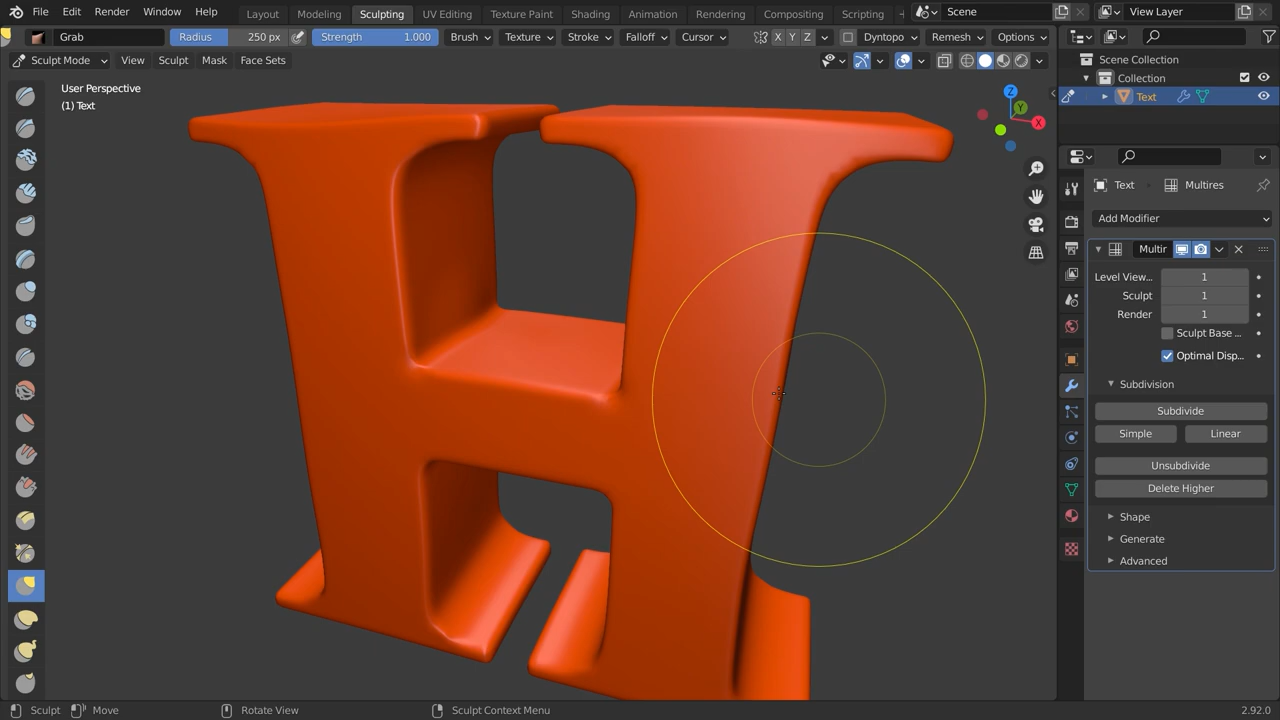 File Edit Render Window Help Layout Modeling Sculpting UV Editing Texture Paint Shading Animation Rendering Compositing Scripting + Scene View Layer
Grab Radius 250 px Strength 1.000 Brush Texture Stroke Falloff Cursor X Y Z Dyntopo Remesh Options
Sculpt Mode View Sculpt Mask Face Sets
Scene Collection
Collection
Text
User Perspective
(1) Text
Z
Y
X
H
Text Multires
Add Modifier
Multir
Level View... 1
Sculpt 1
Render 1
Sculpt Base ...
Optimal Disp...
Subdivision
Subdivide
Simple Linear
Unsubdivide
Delete Higher
Shape
Generate
Advanced
Sculpt Move Rotate View Sculpt Context Menu 2.92.0